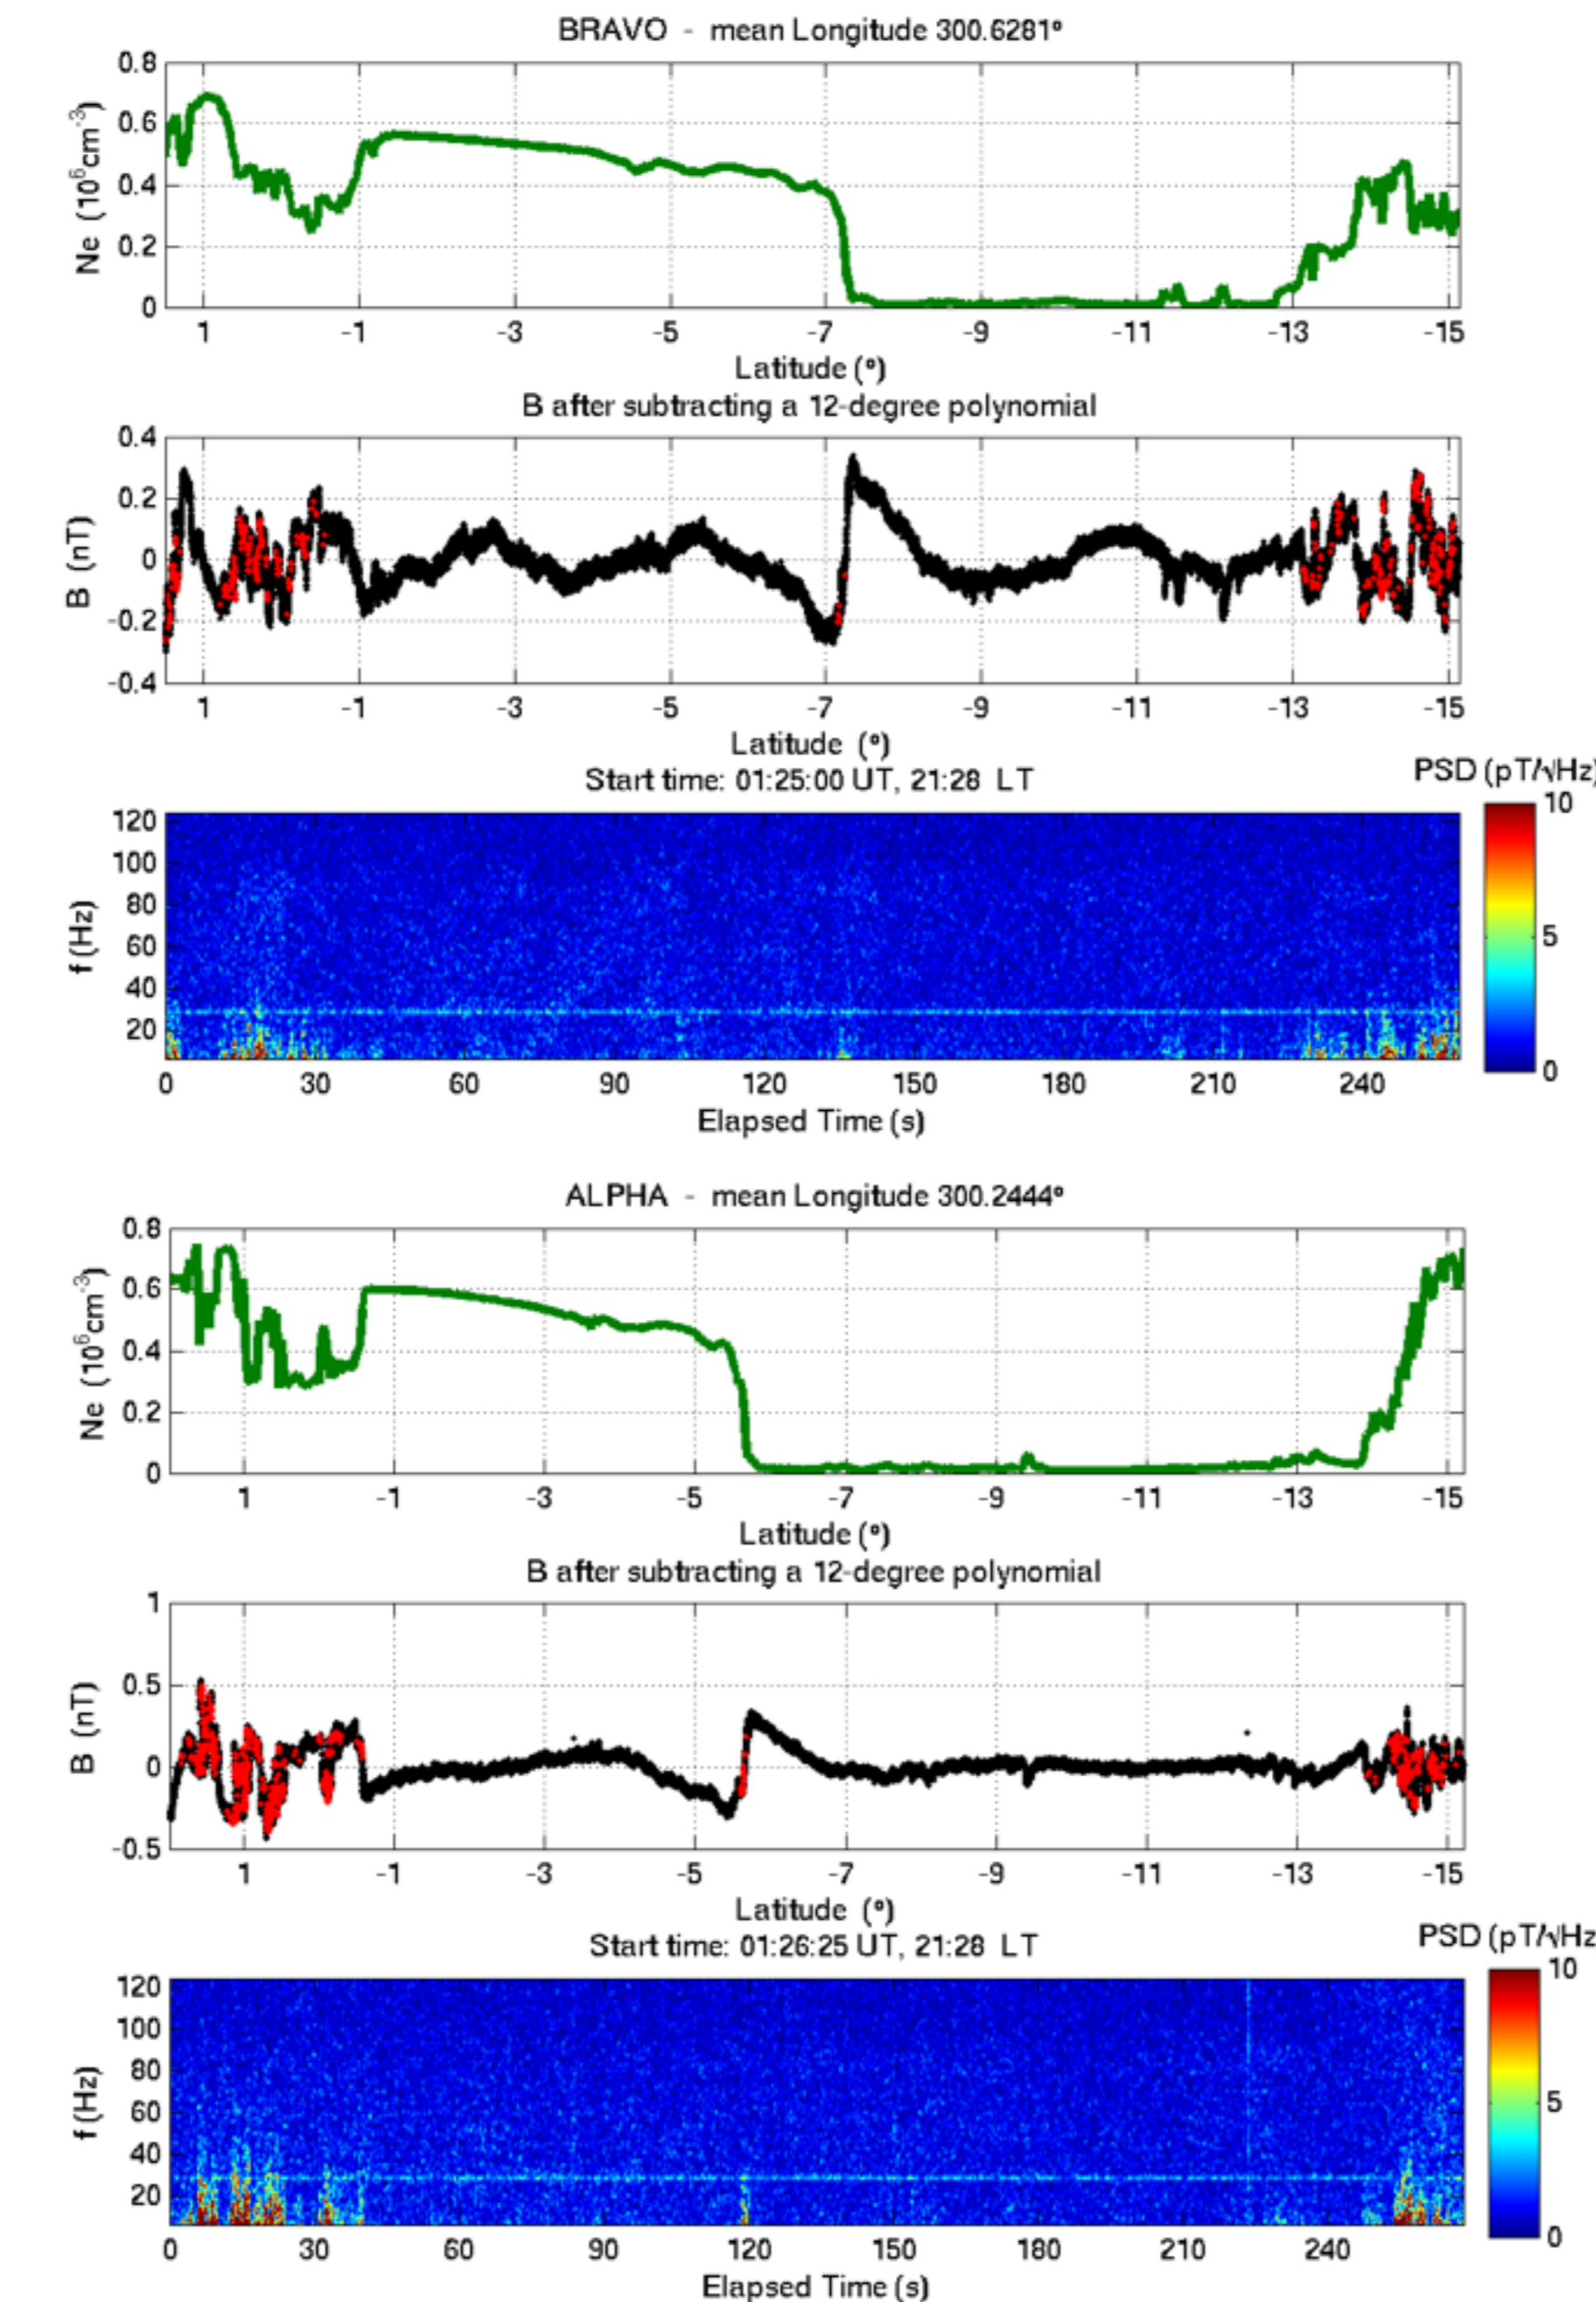 BRAVO - mean Longitude 300.6281°
Ne (10⁶cm⁻³)
0.8
0.6
0.4
0.2
0
1 -1 -3 -5 -7 -9 -11 -13 -15
Latitude (°)
B after subtracting a 12-degree polynomial
B (nT)
0.4
0.2
0
-0.2
-0.4
1 -1 -3 -5 -7 -9 -11 -13 -15
Latitude (°)
Start time: 01:25:00 UT, 21:28 LT
PSD (pT/√Hz)
f (Hz)
120
100
80
60
40
20
10
5
0
0 30 60 90 120 150 180 210 240
Elapsed Time (s)
ALPHA - mean Longitude 300.2444°
Ne (10⁶cm⁻³)
0.8
0.6
0.4
0.2
0
1 -1 -3 -5 -7 -9 -11 -13 -15
Latitude (°)
B after subtracting a 12-degree polynomial
B (nT)
1
0.5
0
-0.5
1 -1 -3 -5 -7 -9 -11 -13 -15
Latitude (°)
Start time: 01:26:25 UT, 21:28 LT
PSD (pT/√Hz
f (Hz)
120
100
80
60
40
20
10
5
0
0 30 60 90 120 150 180 210 240
Elapsed Time (s)